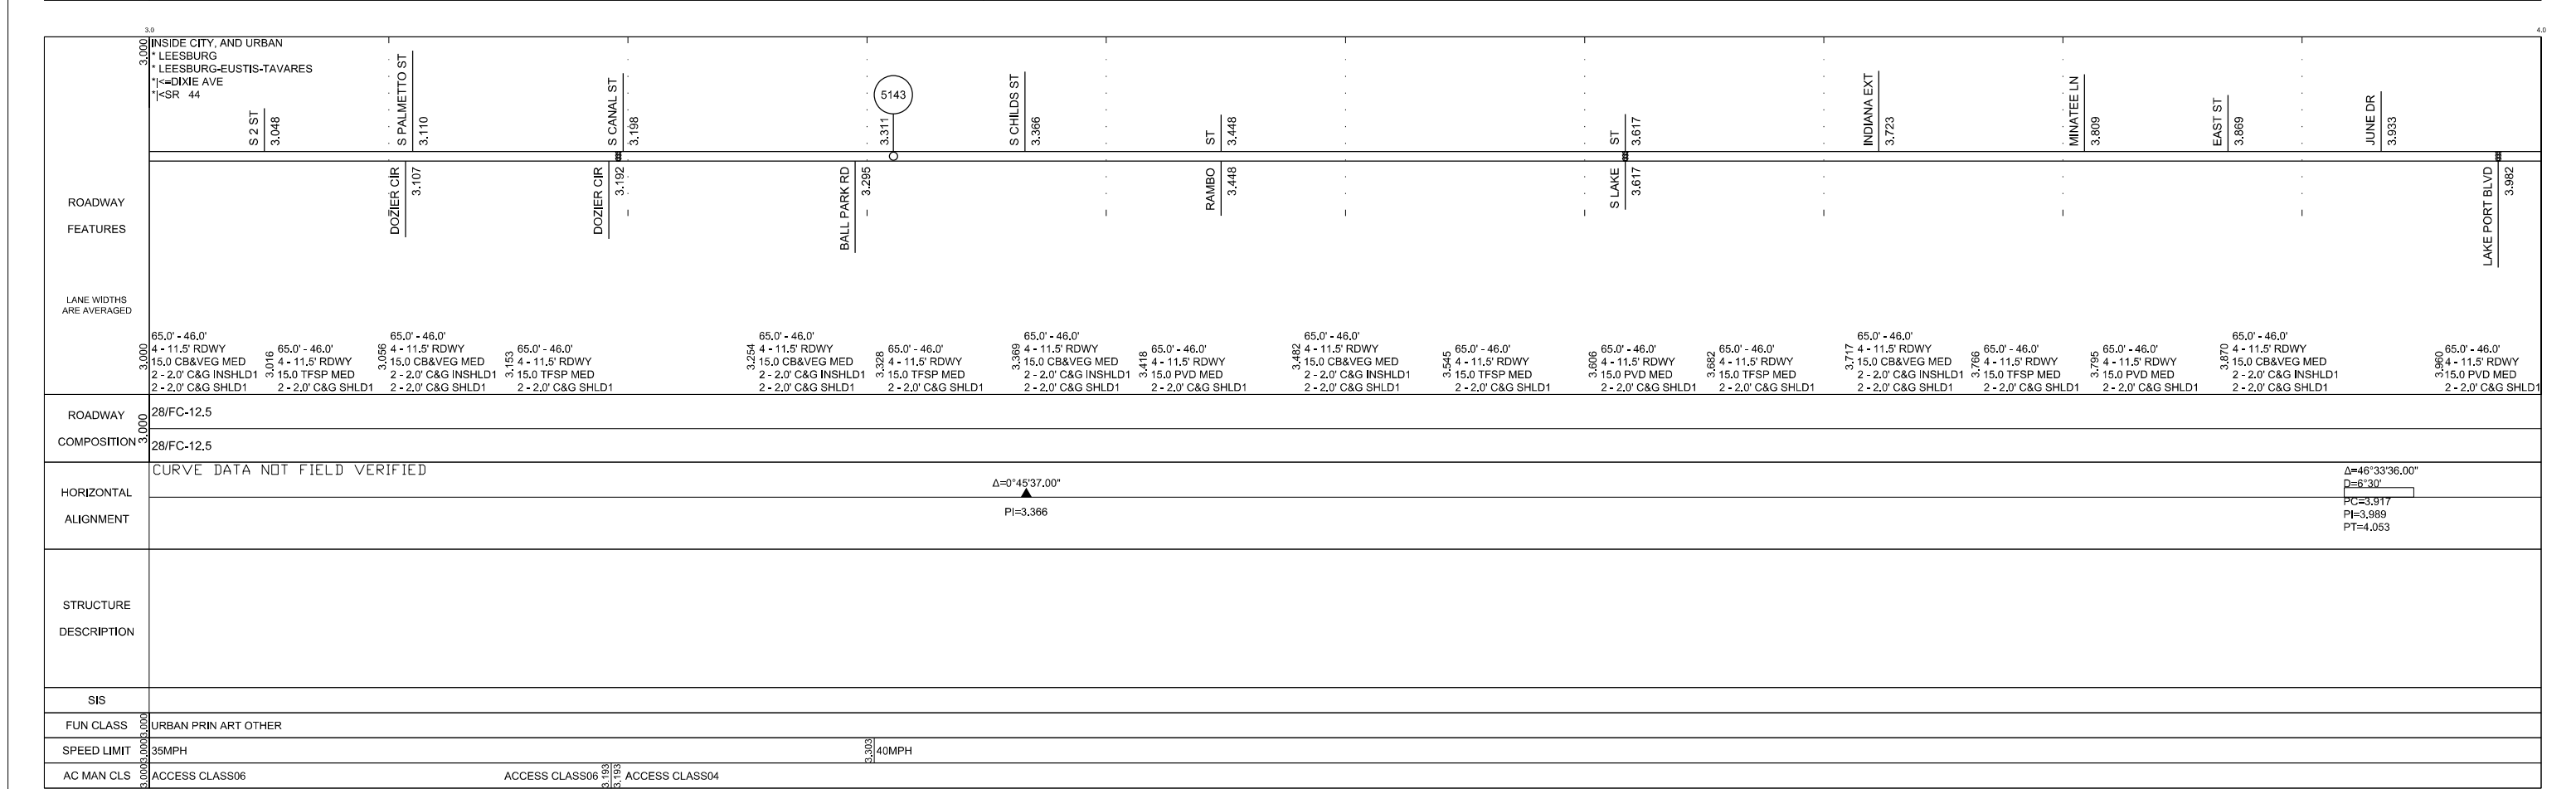 3.0
4.0
3.000
INSIDE CITY, AND URBAN
* LEESBURG
* LEESBURG-EUSTIS-TAVARES
*|<=DIXIE AVE
*|<SR 44
S 2 ST
3.048
S PALMETTO ST
3.110
S CANAL ST
3.198
5143
3.311
S CHILDS ST
3.366
ST
3.448
ST
3.617
INDIANA EXT
3.723
MINATEE LN
3.809
EAST ST
3.869
JUNE DR
3.933
ROADWAY
FEATURES
DOZIER CIR
3.107
DOZIER CIR
3.192
BALL PARK RD
3.295
RAMBO
3.448
S LAKE
3.617
LAKE PORT BLVD
3.982
LANE WIDTHS
ARE AVERAGED
3.000
65.0' - 46.0'
4 - 11.5' RDWY
15.0 CB&VEG MED
2 - 2.0' C&G INSHLD1
2 - 2.0' C&G SHLD1
3.016
65.0' - 46.0'
4 - 11.5' RDWY
15.0 TFSP MED
2 - 2.0' C&G SHLD1
3.056
65.0' - 46.0'
4 - 11.5' RDWY
15.0 CB&VEG MED
2 - 2.0' C&G INSHLD1
2 - 2.0' C&G SHLD1
3.153
65.0' - 46.0'
4 - 11.5' RDWY
15.0 TFSP MED
2 - 2.0' C&G SHLD1
3.254
65.0' - 46.0'
4 - 11.5' RDWY
15.0 CB&VEG MED
2 - 2.0' C&G INSHLD1
2 - 2.0' C&G SHLD1
3.328
65.0' - 46.0'
4 - 11.5' RDWY
15.0 TFSP MED
2 - 2.0' C&G SHLD1
3.369
65.0' - 46.0'
4 - 11.5' RDWY
15.0 CB&VEG MED
2 - 2.0' C&G INSHLD1
2 - 2.0' C&G SHLD1
3.418
65.0' - 46.0'
4 - 11.5' RDWY
15.0 PVD MED
2 - 2.0' C&G SHLD1
3.482
65.0' - 46.0'
4 - 11.5' RDWY
15.0 CB&VEG MED
2 - 2.0' C&G INSHLD1
2 - 2.0' C&G SHLD1
3.545
65.0' - 46.0'
4 - 11.5' RDWY
15.0 TFSP MED
2 - 2.0' C&G SHLD1
3.606
65.0' - 46.0'
4 - 11.5' RDWY
15.0 PVD MED
2 - 2.0' C&G SHLD1
3.682
65.0' - 46.0'
4 - 11.5' RDWY
15.0 TFSP MED
2 - 2.0' C&G SHLD1
3.717
65.0' - 46.0'
4 - 11.5' RDWY
15.0 CB&VEG MED
2 - 2.0' C&G INSHLD1
2 - 2.0' C&G SHLD1
3.766
65.0' - 46.0'
4 - 11.5' RDWY
15.0 TFSP MED
2 - 2.0' C&G SHLD1
3.795
65.0' - 46.0'
4 - 11.5' RDWY
15.0 PVD MED
2 - 2.0' C&G SHLD1
3.870
65.0' - 46.0'
4 - 11.5' RDWY
15.0 CB&VEG MED
2 - 2.0' C&G INSHLD1
2 - 2.0' C&G SHLD1
3.960
65.0' - 46.0'
4 - 11.5' RDWY
15.0 PVD MED
2 - 2.0' C&G SHLD1
ROADWAY
COMPOSITION
3.000
28/FC-12.5
28/FC-12.5
HORIZONTAL
ALIGNMENT
CURVE DATA NOT FIELD VERIFIED
Δ=0°45'37.00"
PI=3.366
Δ=46°33'36.00"
D=6°30'
PC=3.917
PI=3.989
PT=4.053
STRUCTURE
DESCRIPTION
SIS
FUN CLASS
3.000
URBAN PRIN ART OTHER
SPEED LIMIT
3.000
35MPH
3.303
40MPH
AC MAN CLS
3.000
ACCESS CLASS06
ACCESS CLASS06
3.193
3.193
ACCESS CLASS04